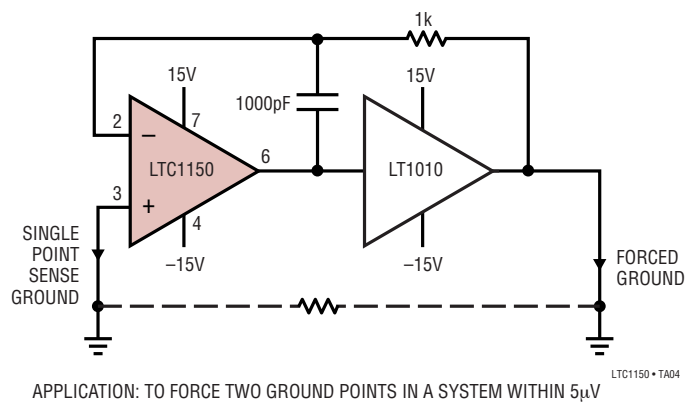 1k
15V
15V
1000pF
2
7
–
LTC1150
6
LT1010
3
+
4
SINGLE
POINT
SENSE
GROUND
–15V
–15V
FORCED
GROUND
LTC1150 • TA04
APPLICATION: TO FORCE TWO GROUND POINTS IN A SYSTEM WITHIN 5µV